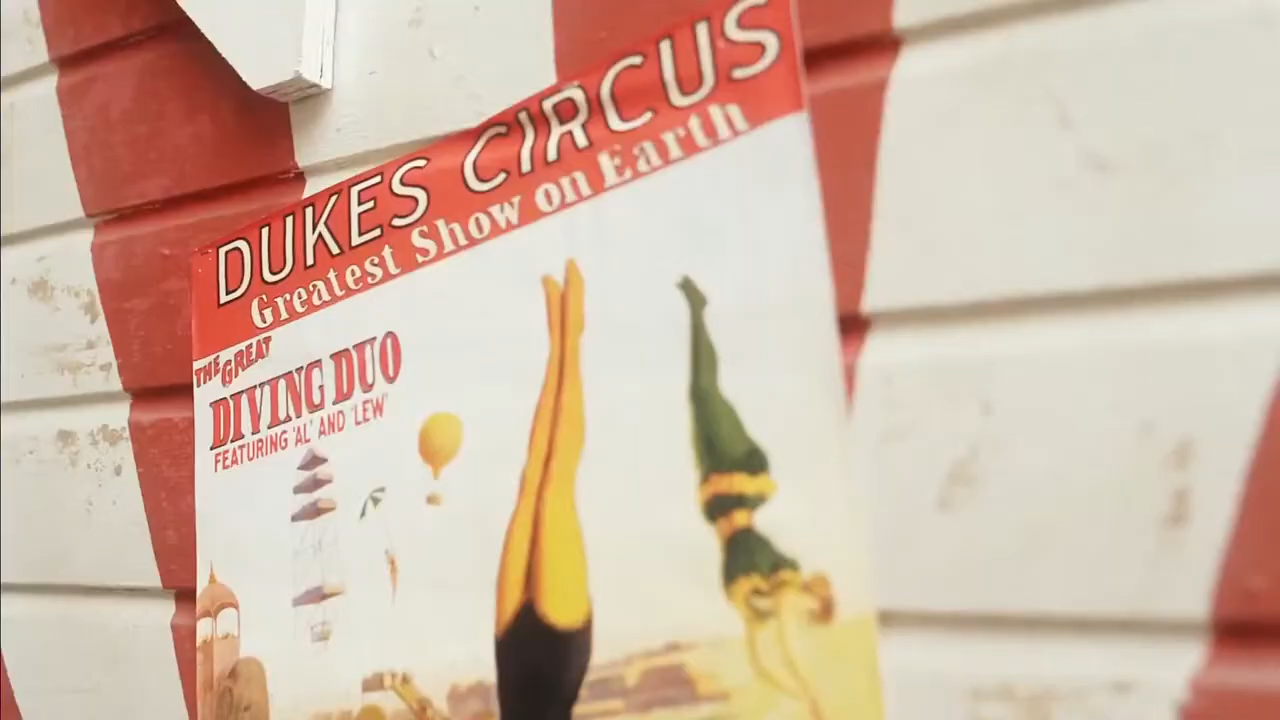 DUKES CIRCUS
Greatest Show on Earth
THE GREAT
DIVING DUO
FEATURING 'AL' AND 'LEW'